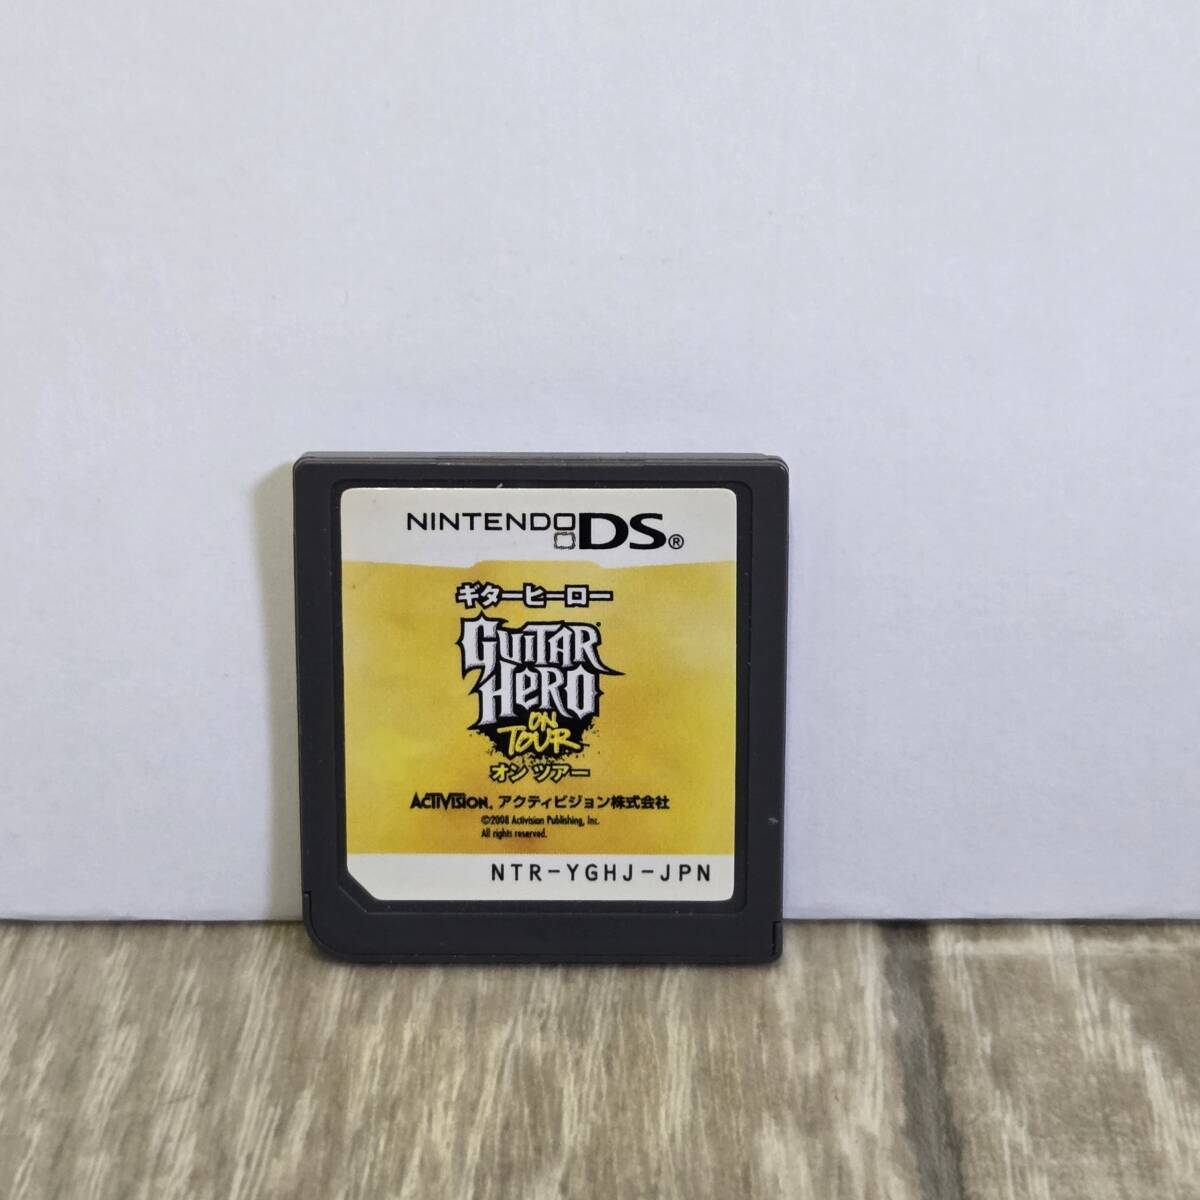 NINTENDO DS®
ギターヒーロー
GUITAR HERO
ON TOUR
オン ツアー
ACTIVISION. アクティビジョン株式会社
©2008 Activision Publishing, Inc.
All rights reserved.
NTR-YGHJ-JPN